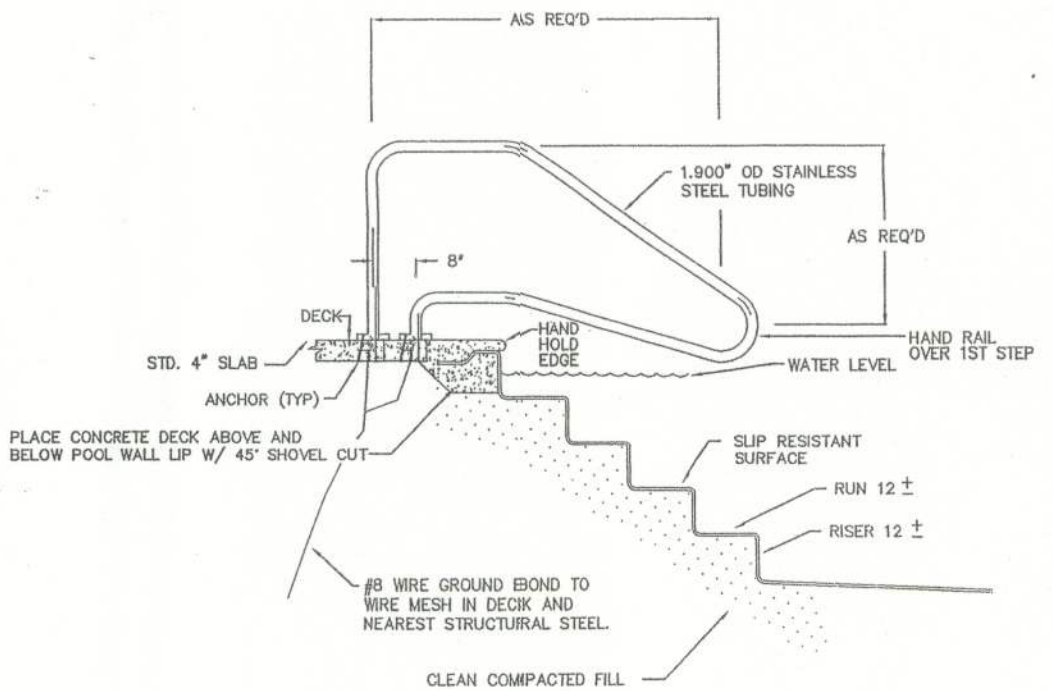 A\S REQ'D
1.900" OD STAINLESS
STEEL TUBING
AS REQ'D
8"
DECK
HAND
HOLD
EDGE
HAND RAIL
OVER 1ST STEP
STD. 4" SLAB
WATER LEVEL
ANCHOR (TYP)
PLACE CONCRETE DECK ABOVE AND
BELOW POOL WALL LIP W/ 45° SHOVEL CUT
SLIP RESISTANT
SURFACE
RUN 12 ±
RISER 12 ±
#8 WIRE GROUND BOND TO
WIRE MESH IN DECK AND
NEAREST STRUCTURAL STEEL.
CLEAN COMPACTED FILL